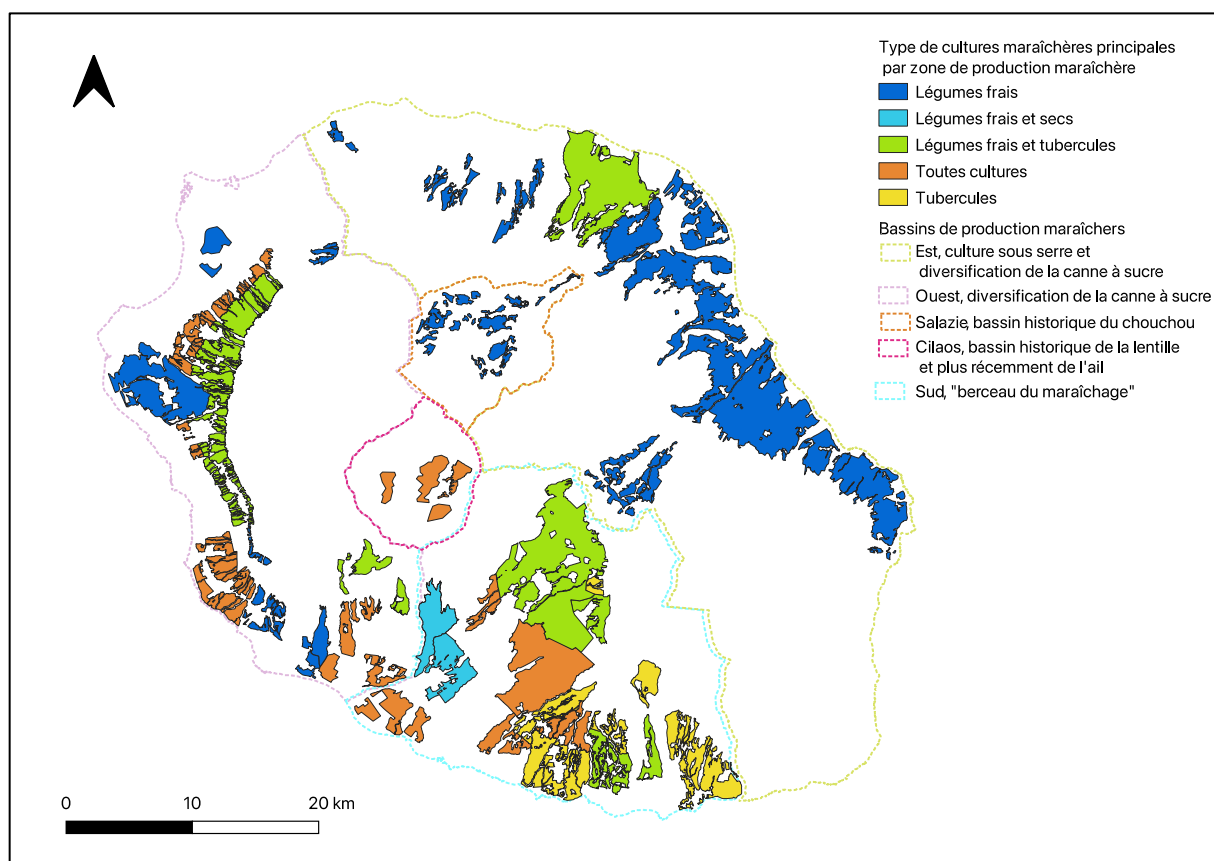 Type de cultures maraîchères principales
par zone de production maraîchère
Légumes frais
Légumes frais et secs
Légumes frais et tubercules
Toutes cultures
Tubercules
Bassins de production maraîchers
Est, culture sous serre et
diversification de la canne à sucre
Ouest, diversification de la canne à sucre
Salazie, bassin historique du chouchou
Cilaos, bassin historique de la lentille
et plus récemment de l'ail
Sud, "berceau du maraîchage"
0 10 20 km